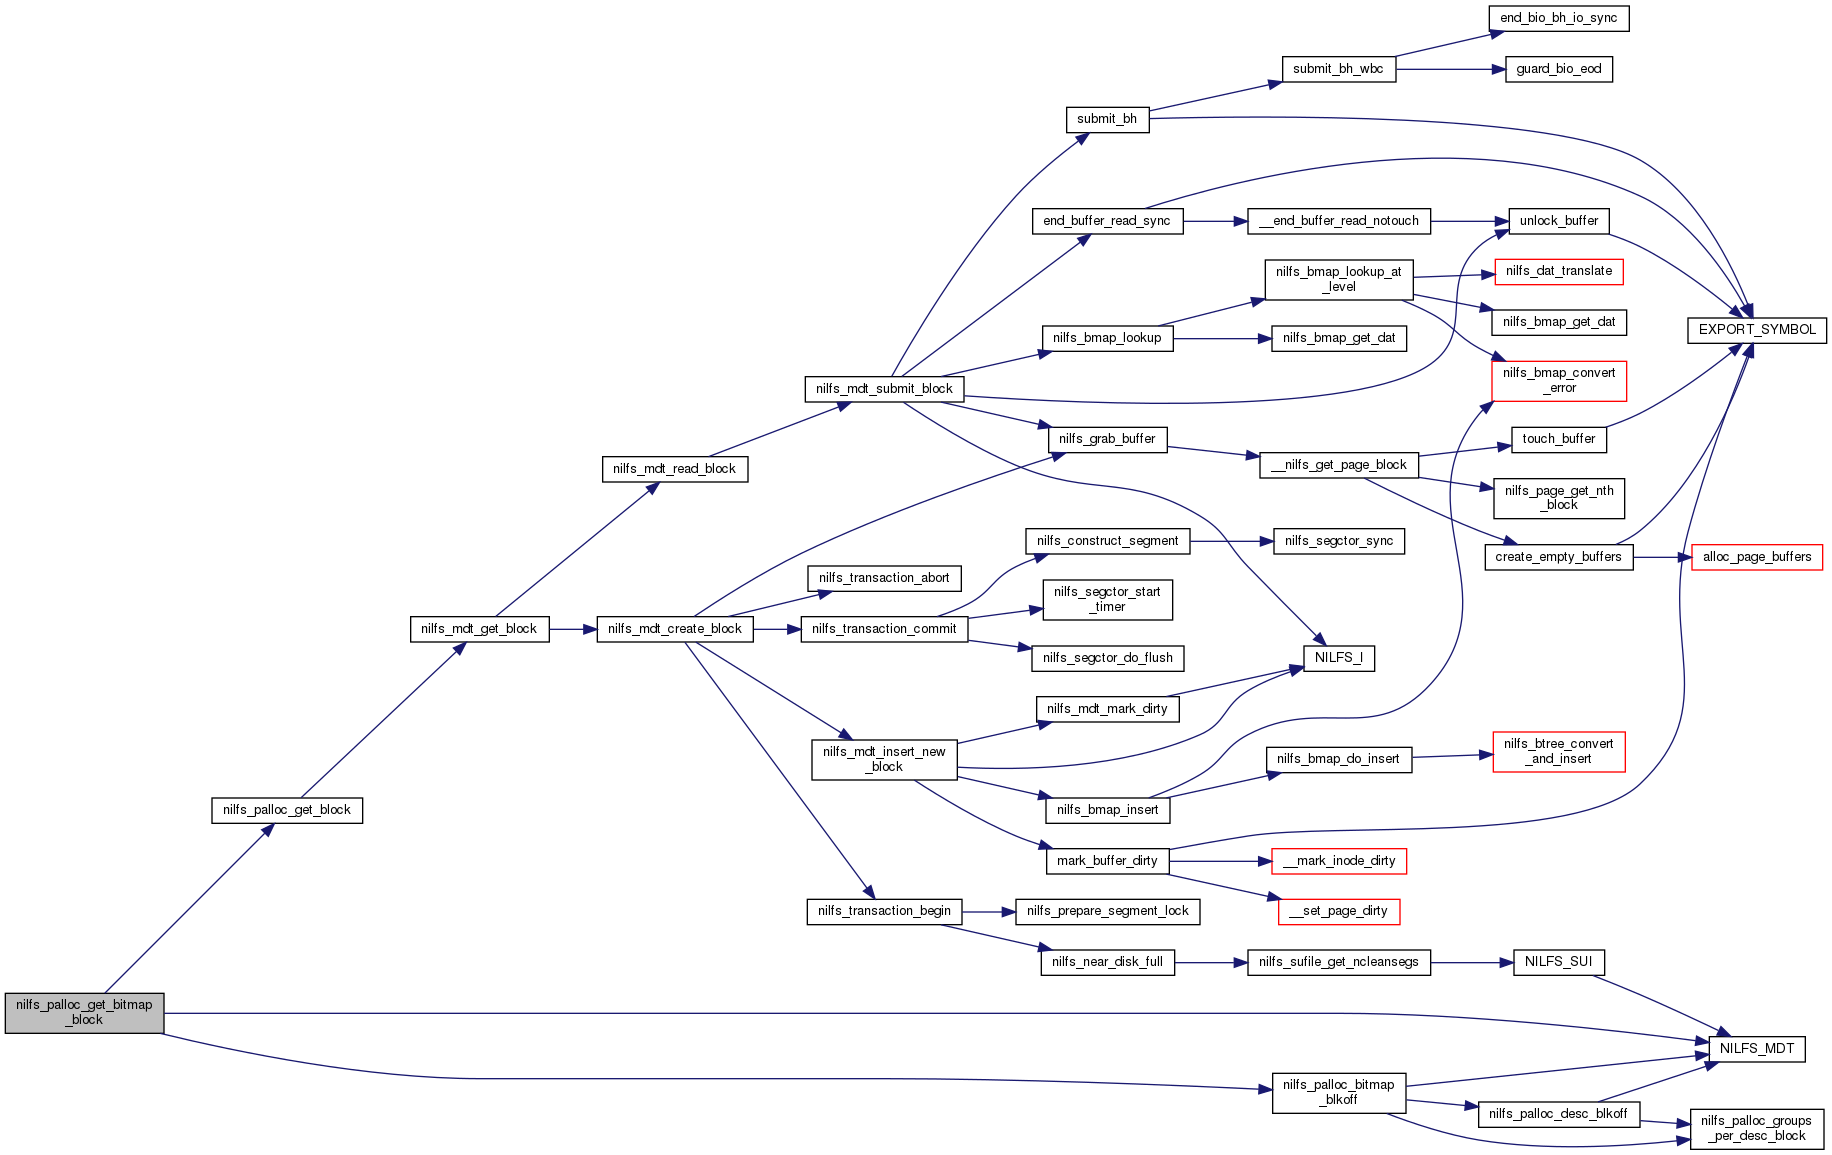 end_bio_bh_io_sync
submit_bh_wbc
guard_bio_eod
submit_bh
end_buffer_read_sync
__end_buffer_read_notouch
unlock_buffer
nilfs_bmap_lookup_at
_level
nilfs_dat_translate
nilfs_bmap_get_dat
EXPORT_SYMBOL
nilfs_bmap_lookup
nilfs_bmap_get_dat
nilfs_bmap_convert
_error
nilfs_mdt_submit_block
nilfs_grab_buffer
touch_buffer
nilfs_mdt_read_block
__nilfs_get_page_block
nilfs_page_get_nth
_block
nilfs_construct_segment
nilfs_segctor_sync
create_empty_buffers
alloc_page_buffers
nilfs_transaction_abort
nilfs_segctor_start
_timer
nilfs_mdt_get_block
nilfs_mdt_create_block
nilfs_transaction_commit
nilfs_segctor_do_flush
NILFS_I
nilfs_mdt_mark_dirty
nilfs_mdt_insert_new
_block
nilfs_bmap_do_insert
nilfs_btree_convert
_and_insert
nilfs_palloc_get_block
nilfs_bmap_insert
mark_buffer_dirty
__mark_inode_dirty
nilfs_transaction_begin
nilfs_prepare_segment_lock
__set_page_dirty
nilfs_near_disk_full
nilfs_sufile_get_ncleansegs
NILFS_SUI
nilfs_palloc_get_bitmap
_block
NILFS_MDT
nilfs_palloc_bitmap
_blkoff
nilfs_palloc_desc_blkoff
nilfs_palloc_groups
_per_desc_block